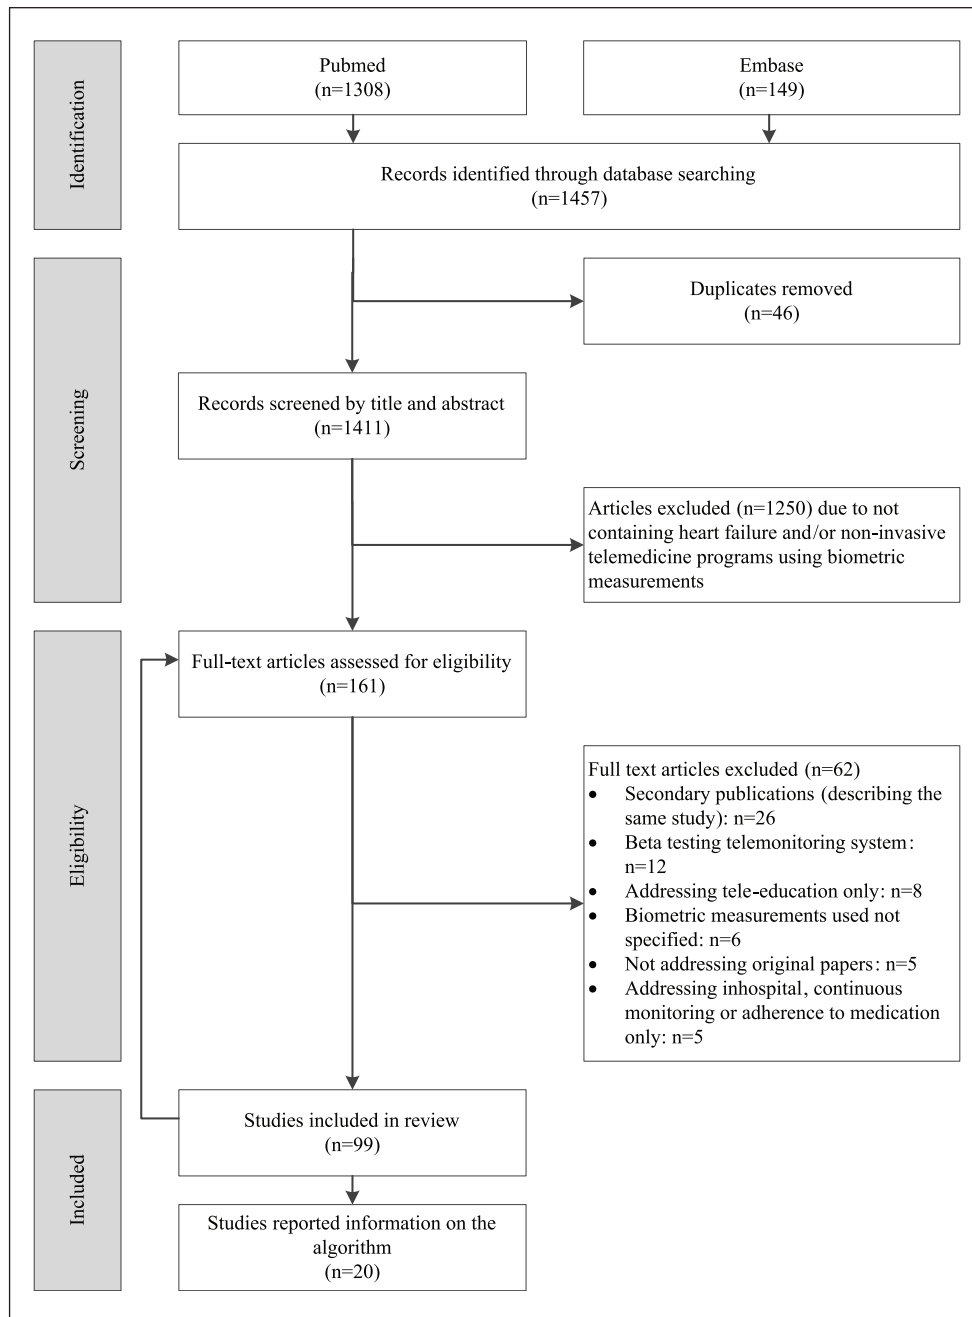 Identification
Pubmed
(n=1308)
Embase
(n=149)
Records identified through database searching
(n=1457)
Screening
Duplicates removed
(n=46)
Records screened by title and abstract
(n=1411)
Articles excluded (n=1250) due to not
containing heart failure and/or non-invasive
telemedicine programs using biometric
measurements
Eligibility
Full-text articles assessed for eligibility
(n=161)
Full text articles excluded (n=62)
• Secondary publications (describing the
same study): n=26
• Beta testing telemonitoring system:
n=12
• Addressing tele-education only: n=8
• Biometric measurements used not
specified: n=6
• Not addressing original papers: n=5
• Addressing inhospital, continuous
monitoring or adherence to medication
only: n=5
Included
Studies included in review
(n=99)
Studies reported information on the
algorithm
(n=20)